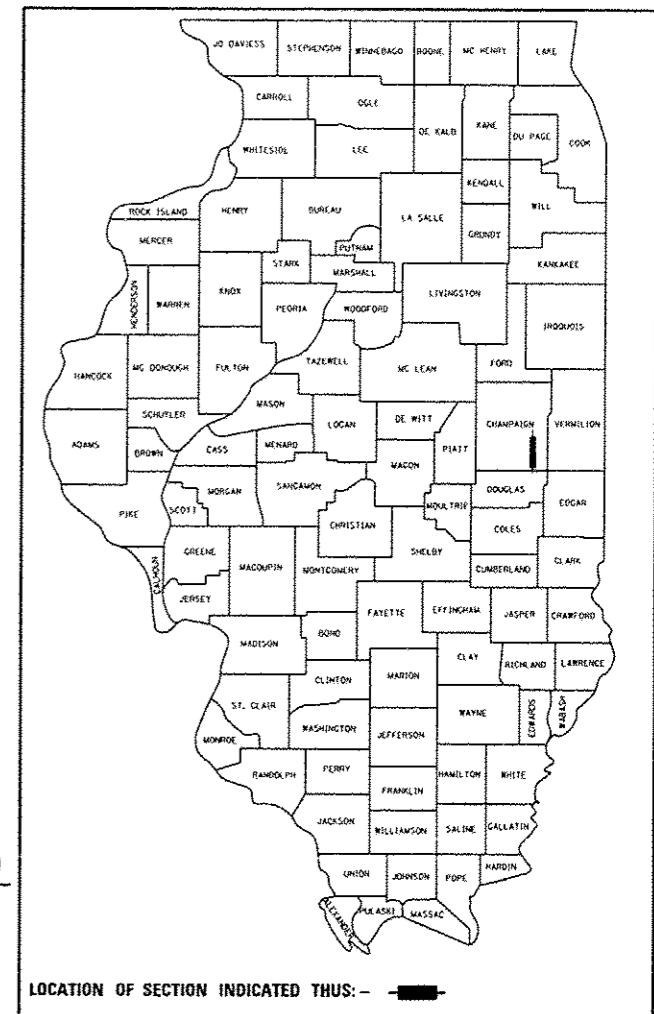 JO DAVIESS STEPHENSON WINNEBAGO BOONE MC HENRY LAKE
CARROLL OGLE DE KALB KANE DU PAGE COOK
WHITESIDE LEE KENDALL WILL
ROCK ISLAND HENRY BUREAU LA SALLE GRUNDY
MERCER PUTNAM KANKAKEE
HENDERSON WARREN KNOX STARK MARSHALL LIVINGSTON
PEORIA WOODFORD IROQUOIS
HANCOCK MC DONOUGH FULTON TAZEWELL MC LEAN FORD
SCHUYLER MASON LOGAN DE WITT CHAMPAIGN VERMILION
ADAMS BROWN CASS MENARD MACON PIATT
PIKE SCOTT MORGAN SANGAMON CHRISTIAN MOULTRIE DOUGLAS EDGAR
COLES
CALHOUN GREENE MACOUPIN MONTGOMERY SHELBY CUMBERLAND CLARK
JERSEY FAYETTE EFFINGHAM JASPER CRAWFORD
MADISON BOND CLAY RICHLAND LAWRENCE
CLINTON MARION
ST. CLAIR WAYNE EDWARDS WABASH
MONROE WASHINGTON JEFFERSON
RANDOLPH PERRY HAMILTON WHITE
FRANKLIN
JACKSON WILLIAMSON SALINE GALLATIN
UNION JOHNSON POPE HARDIN
ALEXANDER PULASKI MASSAC
LOCATION OF SECTION INDICATED THUS: -